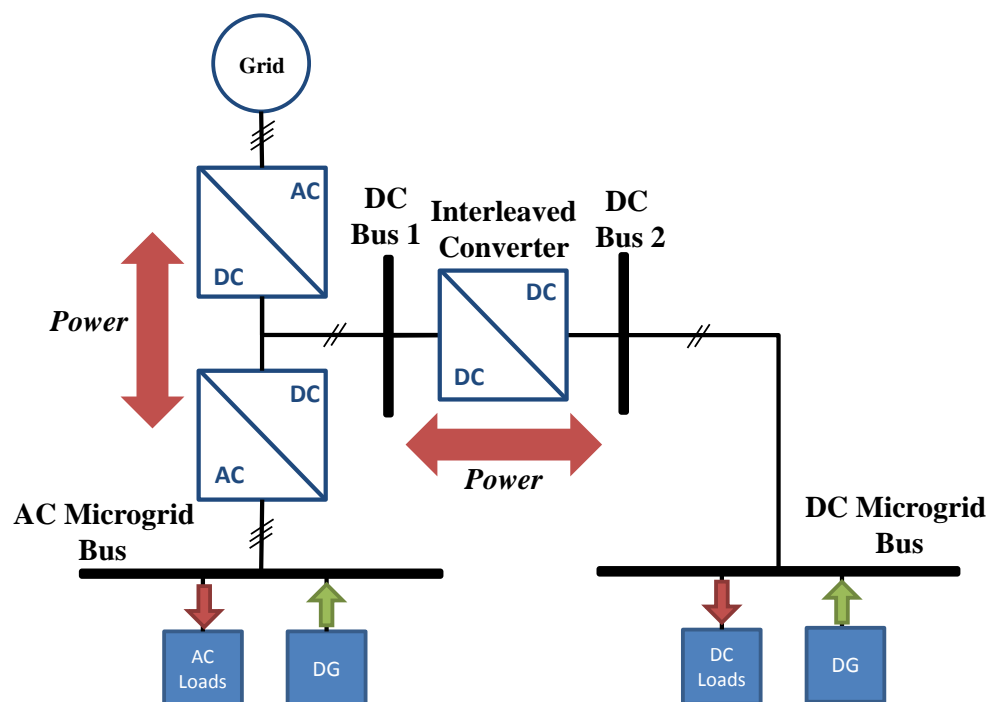 Grid
AC
DC
Power
DC
AC
DC
Bus 1
Interleaved
Converter
DC
DC
Power
DC
Bus 2
AC Microgrid
Bus
DC Microgrid
Bus
AC
Loads
DG
DC
Loads
DG